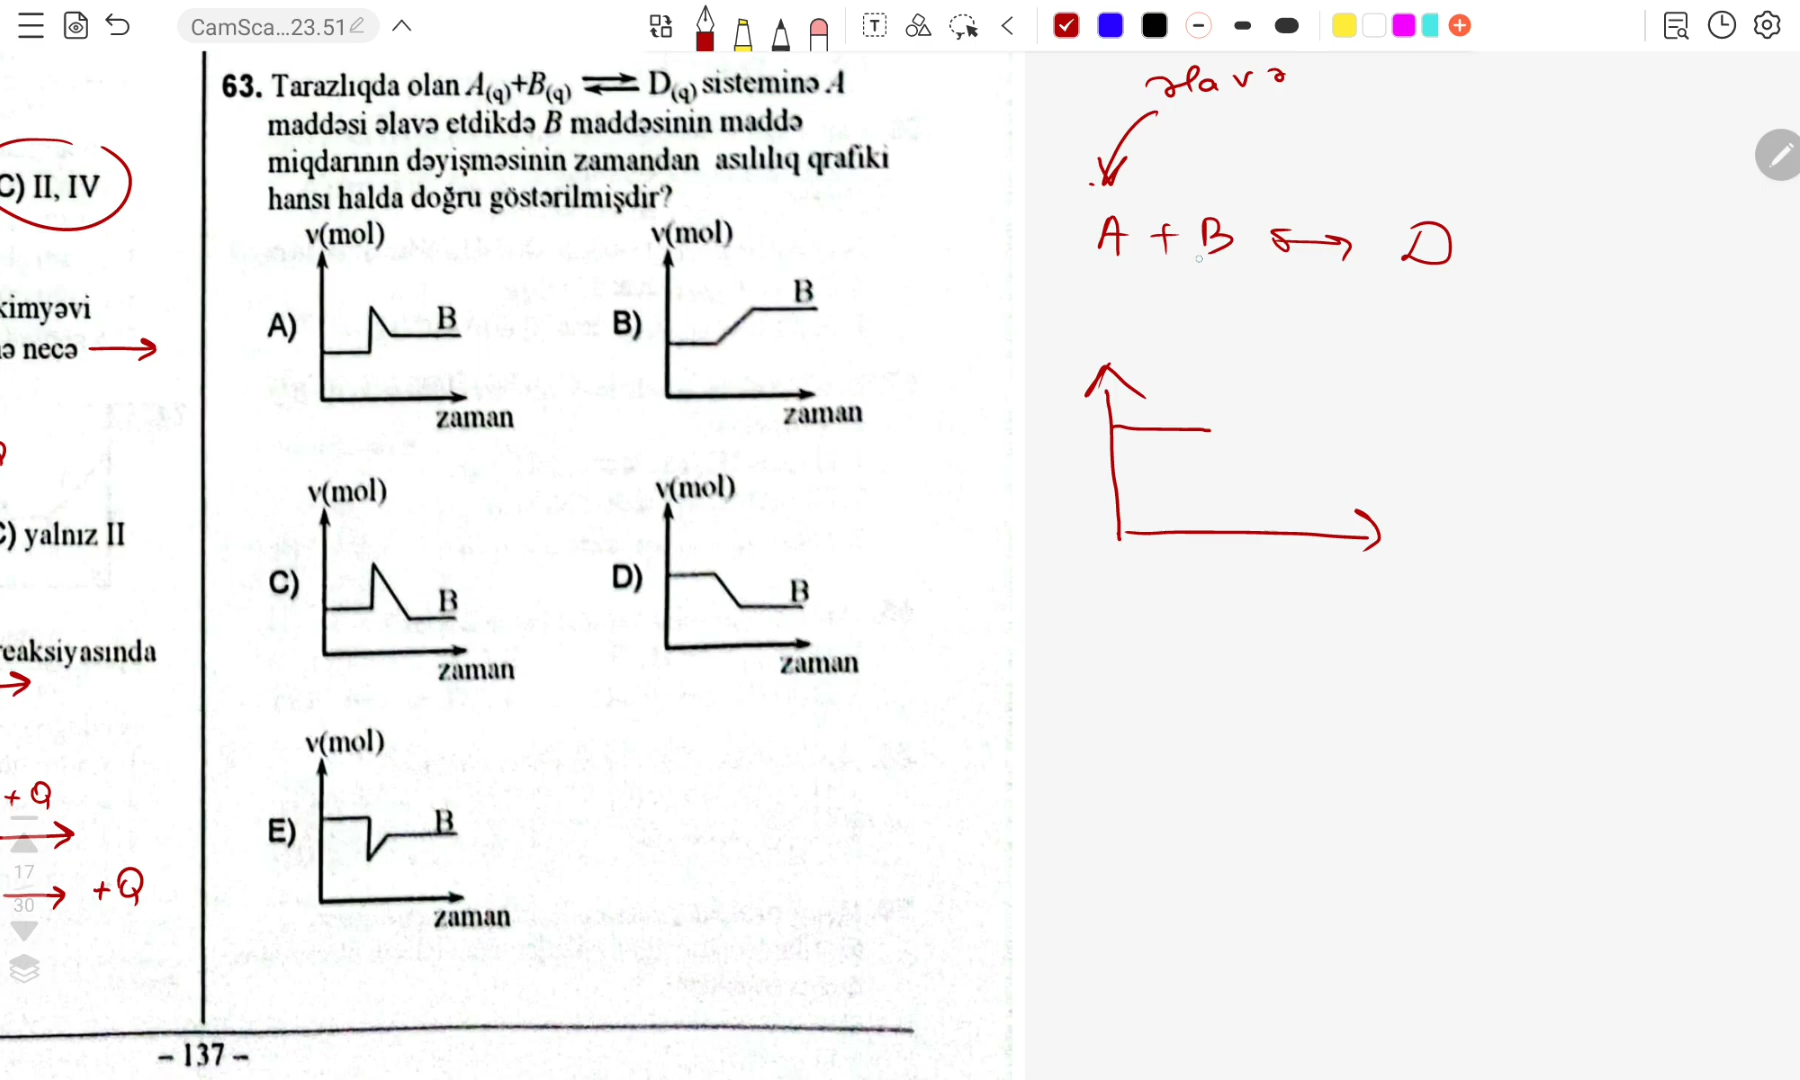 CamSca...23.51
C) II, IV
kimyəvi
ə necə
C) yalnız II
reaksiyasında
+Q
+Q
17
30
63. Tarazlıqda olan A(q)+B(q) ⇄ D(q) sisteminə A
maddəsi əlavə etdikdə B maddəsinin maddə
miqdarının dəyişməsinin zamandan asılılıq qrafiki
hansı halda doğru göstərilmişdir?
ν(mol)
ν(mol)
A)
B
B)
B
zaman
zaman
ν(mol)
ν(mol)
C)
B
D)
B
zaman
zaman
ν(mol)
E)
B
zaman
– 137 –
əlavə
A + B ↔ D
T